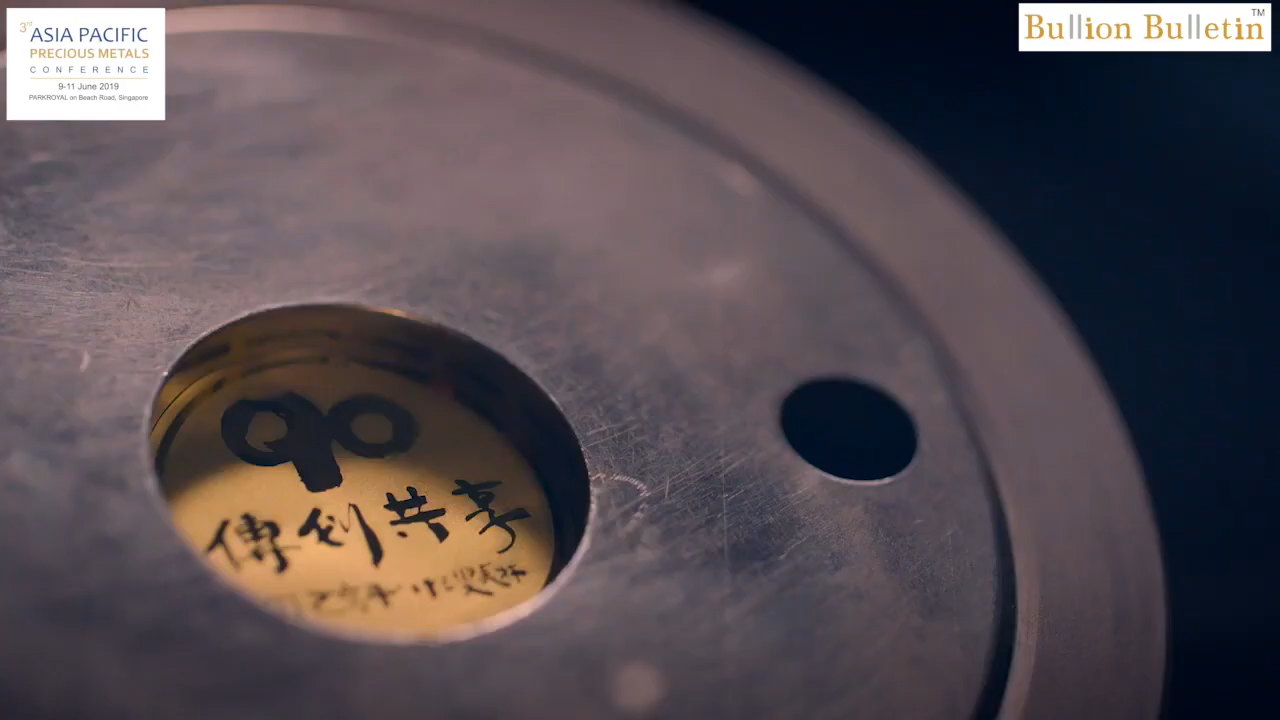 3rd
ASIA PACIFIC
PRECIOUS METALS
CONFERENCE
9-11 June 2019
PARKROYAL on Beach Road, Singapore
Bullion Bulletin™
90
傳創共享